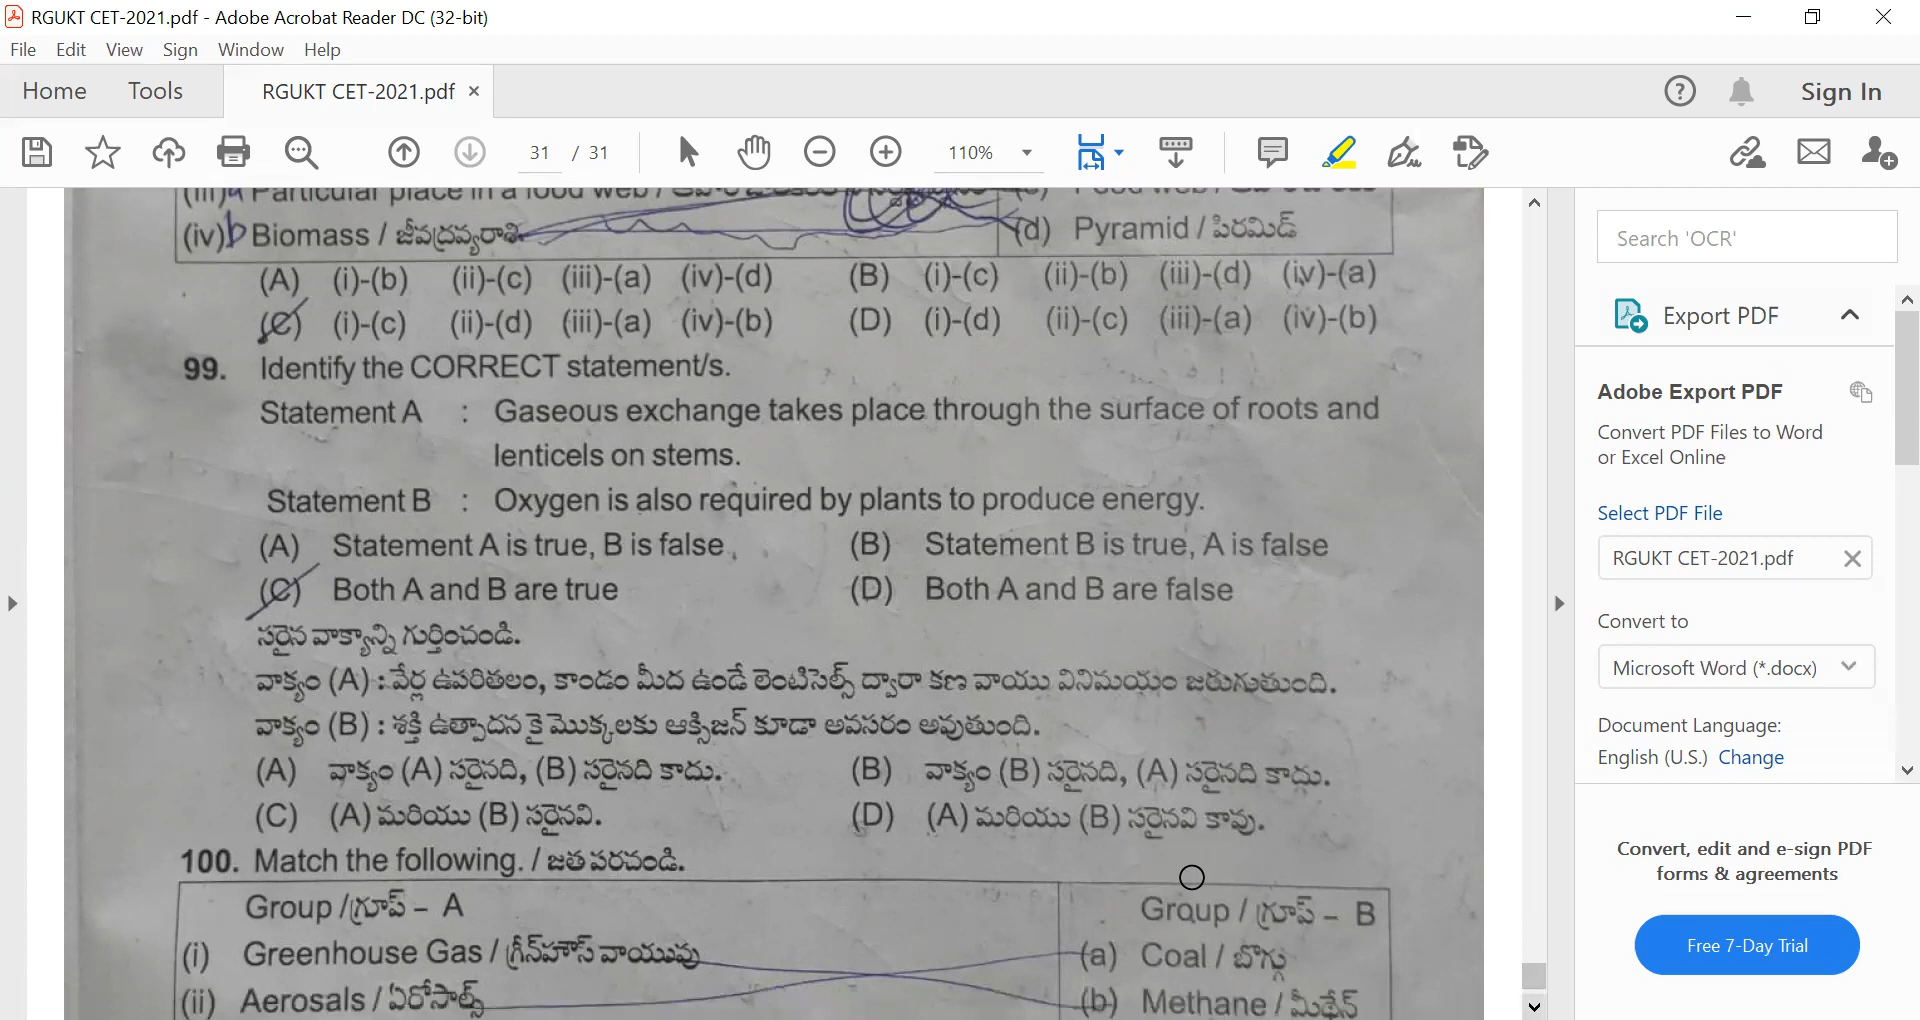 RGUKT CET-2021.pdf - Adobe Acrobat Reader DC (32-bit)
File Edit View Sign Window Help
Home Tools RGUKT CET-2021.pdf × Sign In
31 / 31 110%
(iii) a Particular place in a food web /
(iv) b Biomass / జీవద్రవ్యరాశి (d) Pyramid / పిరమిడ్
(A) (i)-(b) (ii)-(c) (iii)-(a) (iv)-(d) (B) (i)-(c) (ii)-(b) (iii)-(d) (iv)-(a)
(C) (i)-(c) (ii)-(d) (iii)-(a) (iv)-(b) (D) (i)-(d) (ii)-(c) (iii)-(a) (iv)-(b)
99. Identify the CORRECT statement/s.
Statement A : Gaseous exchange takes place through the surface of roots and
lenticels on stems.
Statement B : Oxygen is also required by plants to produce energy.
(A) Statement A is true, B is false (B) Statement B is true, A is false
(C) Both A and B are true (D) Both A and B are false
సరైన వాక్యాన్ని గుర్తించండి.
వాక్యం (A) : వేర్ల ఉపరితలం, కాండం మీద ఉండే లెంటిసెల్స్ ద్వారా కణ వాయు వినిమయం జరుగుతుంది.
వాక్యం (B) : శక్తి ఉత్పాదన కై మొక్కలకు ఆక్సిజన్ కూడా అవసరం అవుతుంది.
(A) వాక్యం (A) సరైనది, (B) సరైనది కాదు. (B) వాక్యం (B) సరైనది, (A) సరైనది కాదు.
(C) (A) మరియు (B) సరైనవి. (D) (A) మరియు (B) సరైనవి కావు.
100. Match the following. / జత పరచండి.
Group / గ్రూప్ – A Group / గ్రూప్ – B
(i) Greenhouse Gas / గ్రీన్‌హౌస్ వాయువు (a) Coal / బొగ్గు
(ii) Aerosals / ఏరోసాల్స్ (b) Methane / మీథేన్
Search 'OCR'
Export PDF
Adobe Export PDF
Convert PDF Files to Word
or Excel Online
Select PDF File
RGUKT CET-2021.pdf
Convert to
Microsoft Word (*.docx)
Document Language:
English (U.S.) Change
Convert, edit and e-sign PDF
forms & agreements
Free 7-Day Trial